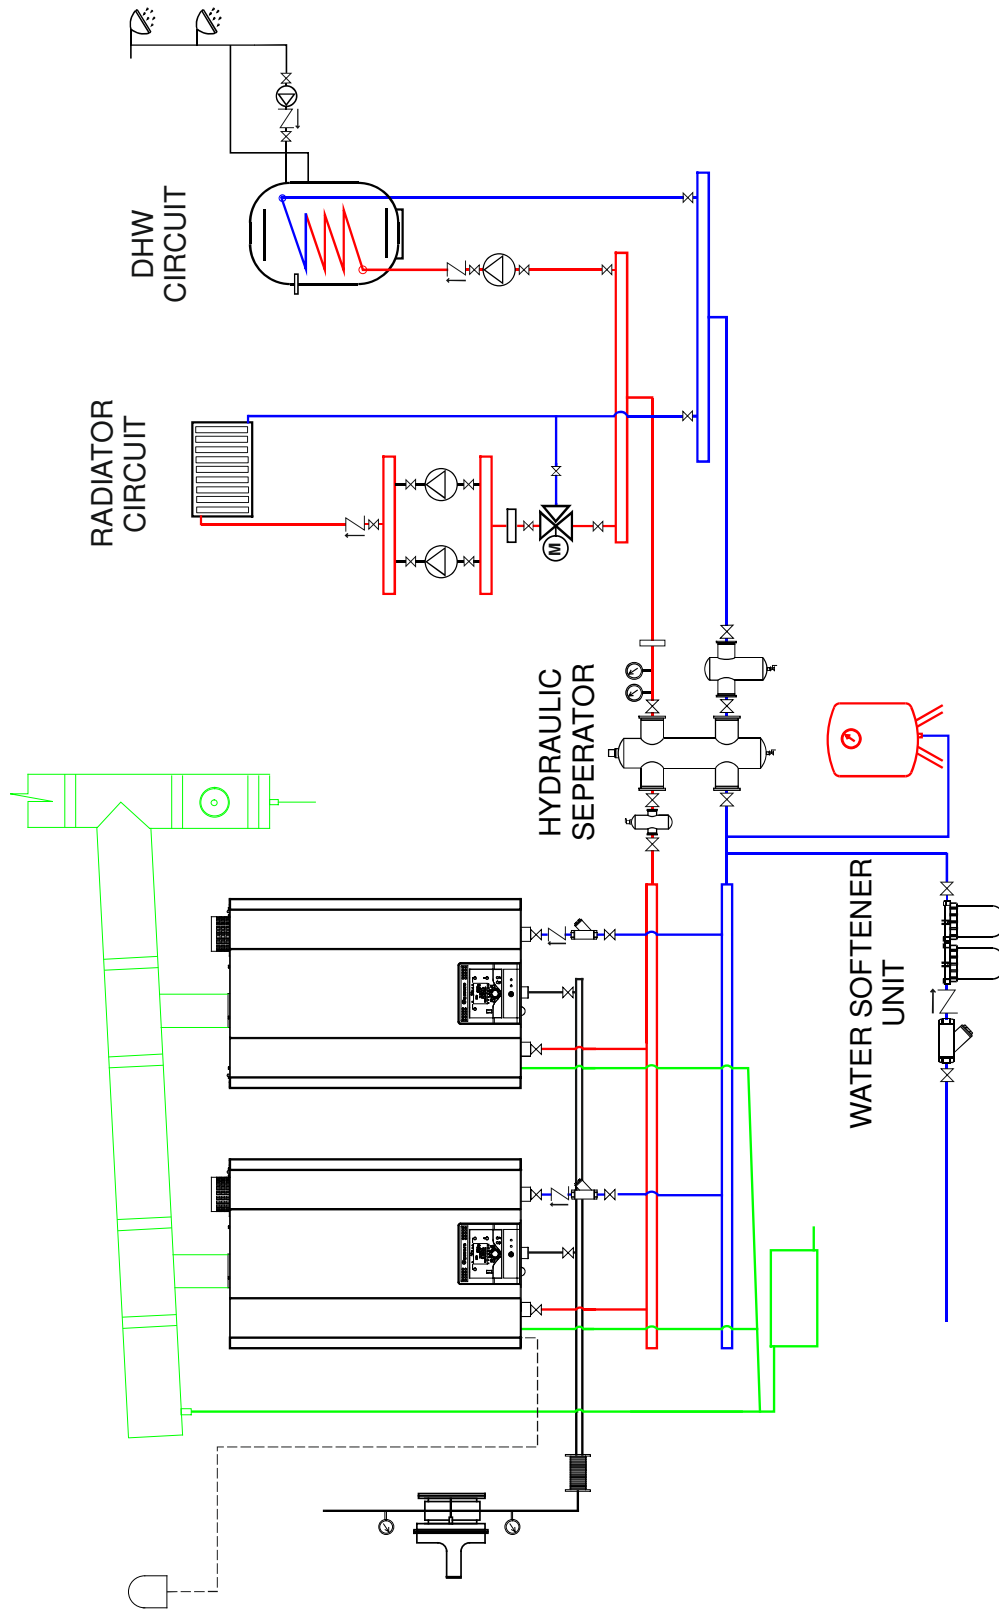 DHW
CIRCUIT
RADIATOR
CIRCUIT
M
HYDRAULIC
SEPERATOR
WATER SOFTENER
UNIT